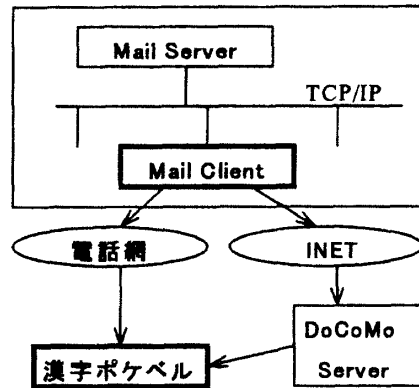 Mail Server
TCP/IP
Mail Client
電話網
INET
DoCoMo
Server
漢字ポケベル